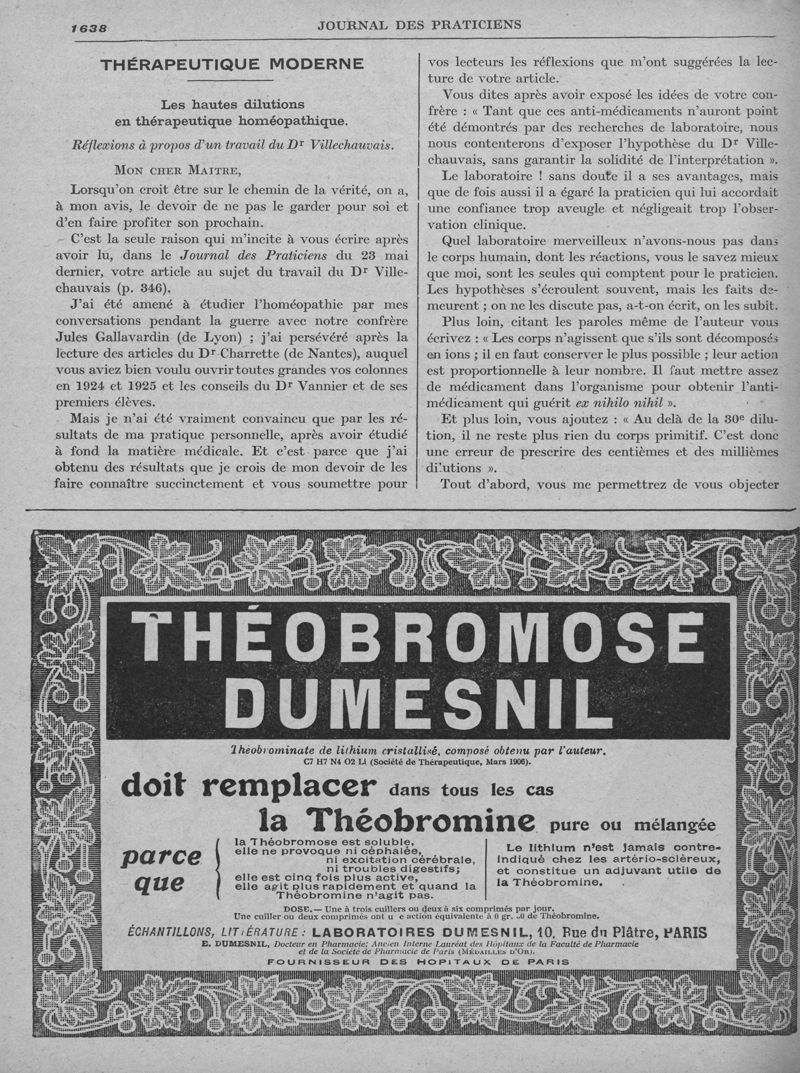 1638
JOURNAL DES PRATICIENS
THÉRAPEUTIQUE MODERNE
Les hautes dilutions
en thérapeutique homéopathique.
Réflexions à propos d'un travail du Dr Villechauvais.
MON CHER MAITRE,
Lorsqu'on croit être sur le chemin de la vérité, on a,
à mon avis, le devoir de ne pas le garder pour soi et
d'en faire profiter son prochain.
C'est la seule raison qui m'incite à vous écrire après
avoir lu, dans le Journal des Praticiens du 23 mai
dernier, votre article au sujet du travail du Dr Ville-
chauvais (p. 346).
J'ai été amené à étudier l'homéopathie par mes
conversations pendant la guerre avec notre confrère
Jules Gallavardin (de Lyon) ; j'ai persévéré après la
lecture des articles du Dr Charrette (de Nantes), auquel
vous aviez bien voulu ouvrir toutes grandes vos colonnes
en 1924 et 1925 et les conseils du Dr Vannier et de ses
premiers élèves.
Mais je n'ai été vraiment convaincu que par les ré-
sultats de ma pratique personnelle, après avoir étudié
à fond la matière médicale. Et c'est parce que j'ai
obtenu des résultats que je crois de mon devoir de les
faire connaître succinctement et vous soumettre pour
vos lecteurs les réflexions que m'ont suggérées la lec-
ture de votre article.
Vous dites après avoir exposé les idées de votre con-
frère : « Tant que ces anti-médicaments n'auront point
été démontrés par des recherches de laboratoire, nous
nous contenterons d'exposer l'hypothèse du Dr Ville-
chauvais, sans garantir la solidité de l'interprétation ».
Le laboratoire ! sans doute il a ses avantages, mais
que de fois aussi il a égaré la praticien qui lui accordait
une confiance trop aveugle et négligeait trop l'obser-
vation clinique.
Quel laboratoire merveilleux n'avons-nous pas dans
le corps humain, dont les réactions, vous le savez mieux
que moi, sont les seules qui comptent pour le praticien.
Les hypothèses s'écroulent souvent, mais les faits de-
meurent ; on ne les discute pas, a-t-on écrit, on les subit.
Plus loin, citant les paroles même de l'auteur vous
écrivez : « Les corps n'agissent que s'ils sont décomposés
en ions ; il en faut conserver le plus possible ; leur action
est proportionnelle à leur nombre. Il faut mettre assez
de médicament dans l'organisme pour obtenir l'anti-
médicament qui guérit ex nihilo nihil ».
Et plus loin, vous ajoutez : « Au delà de la 30e dilu-
tion, il ne reste plus rien du corps primitif. C'est donc
une erreur de prescrire des centièmes et des millièmes
dilutions ».
Tout d'abord, vous me permettrez de vous objecter
THÉOBROMOSE
DUMESNIL
Théobrominate de lithium cristallisé, composé obtenu par l'auteur.
C7 H7 N4 O2 Li (Société de Thérapeutique, Mars 1906).
doit remplacer dans tous les cas
la Théobromine pure ou mélangée
parce
que
la Théobromose est soluble,
elle ne provoque ni céphalée,
ni excitation cérébrale,
ni troubles digestifs;
elle est cinq fois plus active,
elle agit plus rapidement et quand la
Théobromine n'agit pas.
Le lithium n'est jamais contre-
indiqué chez les artério-scléreux,
et constitue un adjuvant utile de
la Théobromine.
DOSE. — Une à trois cuillers ou deux à six comprimés par jour.
Une cuiller ou deux comprimés ont u e action équivalente à 0 gr. 0 de Théobromine.
ÉCHANTILLONS, LITTÉRATURE : LABORATOIRES DUMESNIL, 10, Rue du Plâtre, PARIS
E. DUMESNIL, Docteur en Pharmacie; Ancien Interne Lauréat des Hôpitaux de la Faculté de Pharmacie
et de la Société de Pharmacie de Paris (MÉDAILLES D'OR).
FOURNISSEUR DES HOPITAUX DE PARIS